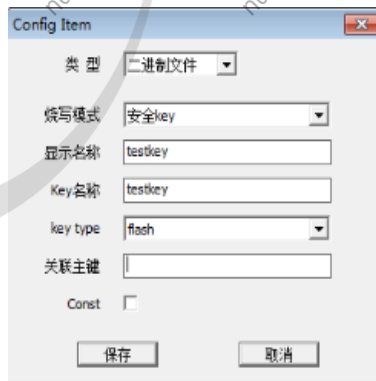 Config Item
类 型 二进制文件
烧写模式 安全key
显示名称 testkey
Key名称 testkey
key type flash
关联主键
Const
保存 取消